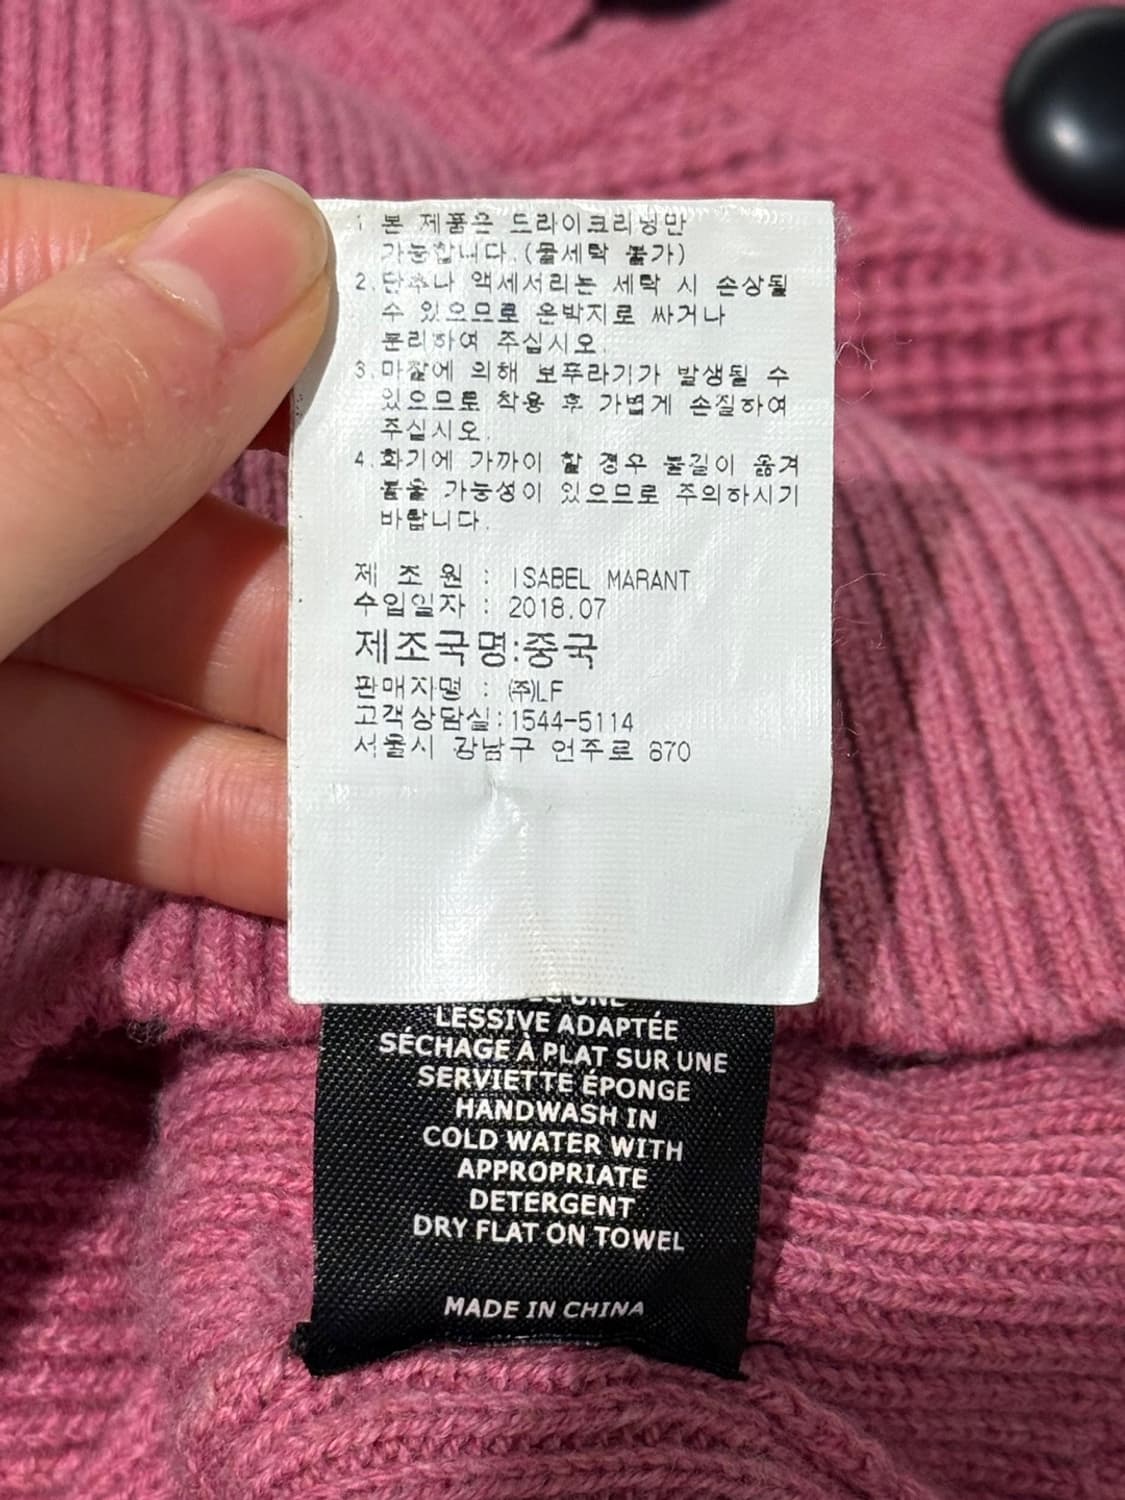 1 본 제품은 드라이크리닝만
가능합니다.(물세탁 불가)
2.단추나 액세서리는 세탁 시 손상될
수 있으므로 은박지로 싸거나
분리하여 주십시오.
3.마찰에 의해 보푸라기가 발생될 수
있으므로 착용 후 가볍게 손질하여
주십시오.
4.화기에 가까이 할 경우 불길이 옮겨
붙을 가능성이 있으므로 주의하시기
바랍니다.
제 조 원 : ISABEL MARANT
수입일자 : 2018.07
제조국명:중국
판매자명 : ㈜LF
고객상담실:1544-5114
서울시 강남구 언주로 870
UNE
LESSIVE ADAPTÉE
SÉCHAGE À PLAT SUR UNE
SERVIETTE ÉPONGE
HANDWASH IN
COLD WATER WITH
APPROPRIATE
DETERGENT
DRY FLAT ON TOWEL
MADE IN CHINA